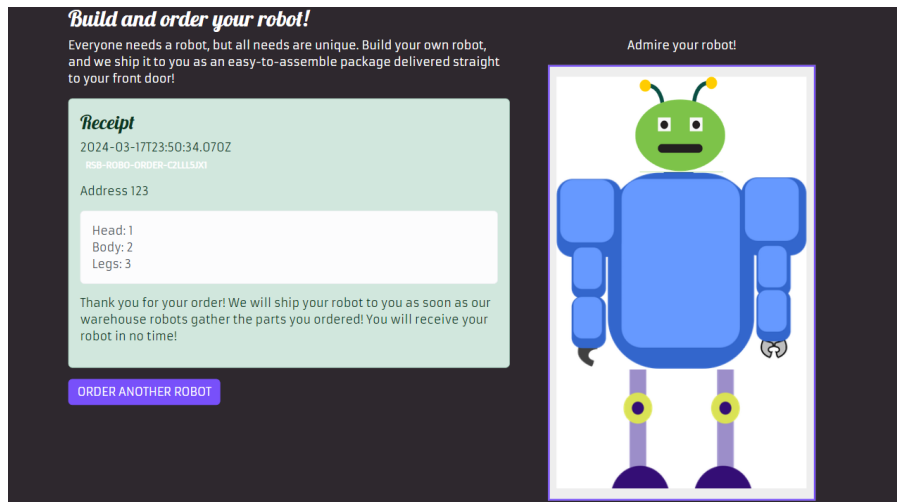 Build and order your robot!
Everyone needs a robot, but all needs are unique. Build your own robot,
and we ship it to you as an easy-to-assemble package delivered straight
to your front door!
Receipt
2024-03-17T23:50:34.070Z
Address 123
Head: 1
Body: 2
Legs: 3
Thank you for your order! We will ship your robot to you as soon as our
warehouse robots gather the parts you ordered! You will receive your
robot in no time!
ORDER ANOTHER ROBOT
Admire your robot!